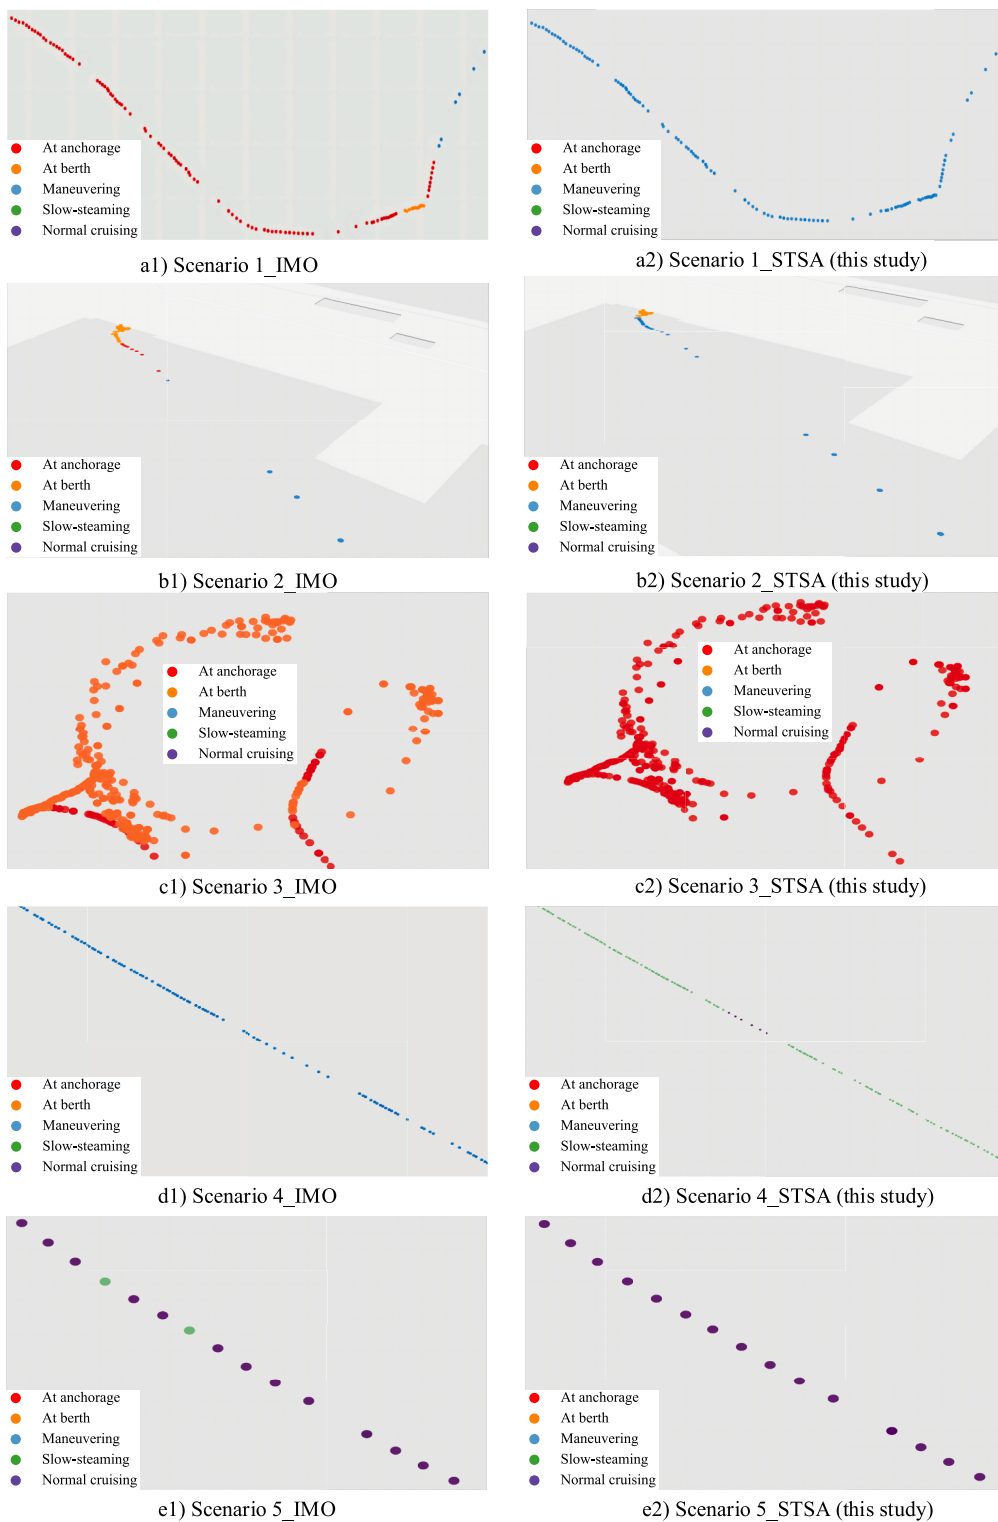 At anchorage
At berth
Maneuvering
Slow-steaming
Normal cruising
a1) Scenario 1_IMO
At anchorage
At berth
Maneuvering
Slow-steaming
Normal cruising
a2) Scenario 1_STSA (this study)
At anchorage
At berth
Maneuvering
Slow-steaming
Normal cruising
b1) Scenario 2_IMO
At anchorage
At berth
Maneuvering
Slow-steaming
Normal cruising
b2) Scenario 2_STSA (this study)
At anchorage
At berth
Maneuvering
Slow-steaming
Normal cruising
c1) Scenario 3_IMO
At anchorage
At berth
Maneuvering
Slow-steaming
Normal cruising
c2) Scenario 3_STSA (this study)
At anchorage
At berth
Maneuvering
Slow-steaming
Normal cruising
d1) Scenario 4_IMO
At anchorage
At berth
Maneuvering
Slow-steaming
Normal cruising
d2) Scenario 4_STSA (this study)
At anchorage
At berth
Maneuvering
Slow-steaming
Normal cruising
e1) Scenario 5_IMO
At anchorage
At berth
Maneuvering
Slow-steaming
Normal cruising
e2) Scenario 5_STSA (this study)